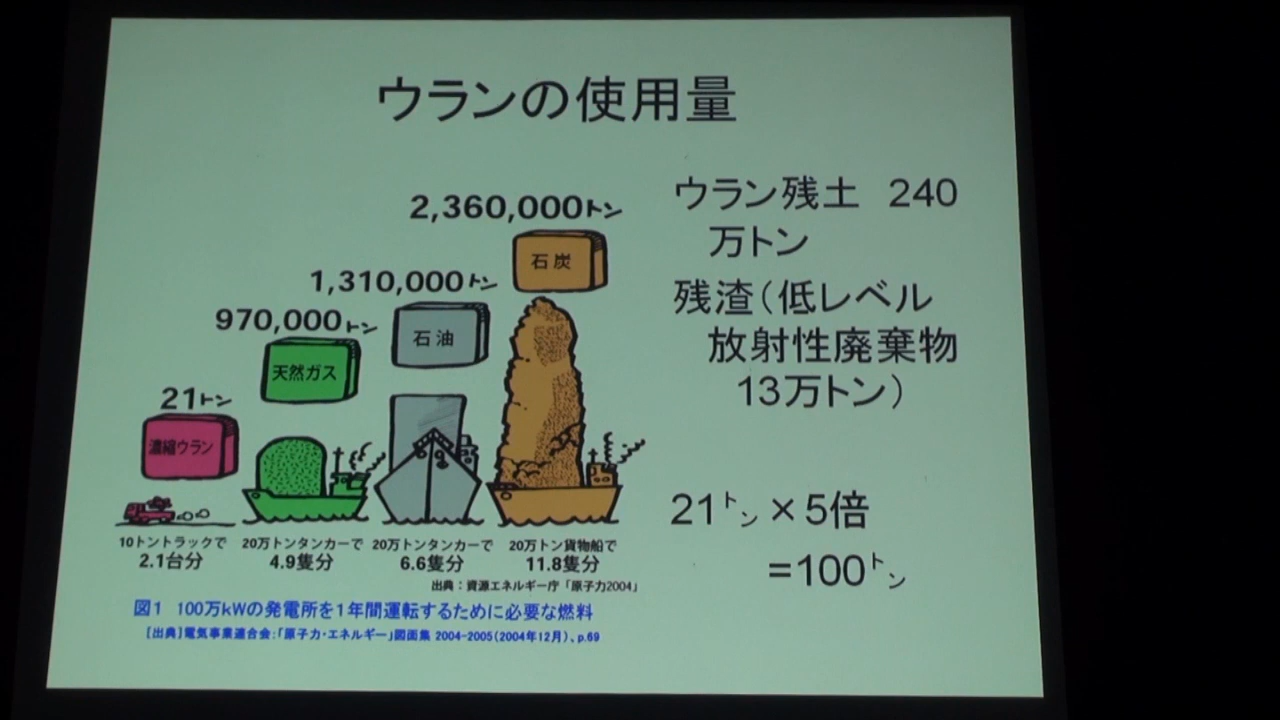 ウランの使用量
2,360,000トン
石炭
1,310,000トン
石油
970,000トン
天然ガス
21トン
濃縮ウラン
10トントラックで
2.1台分
20万トンタンカーで
4.9隻分
20万トンタンカーで
6.6隻分
20万トン貨物船で
11.8隻分
出典：資源エネルギー庁「原子力2004」
図1 100万kWの発電所を1年間運転するために必要な燃料
[出典]電気事業連合会:「原子力・エネルギー」図面集 2004-2005(2004年12月)、p.69
ウラン残土 240
万トン
残渣(低レベル
放射性廃棄物
13万トン)
21トン×5倍
=100トン